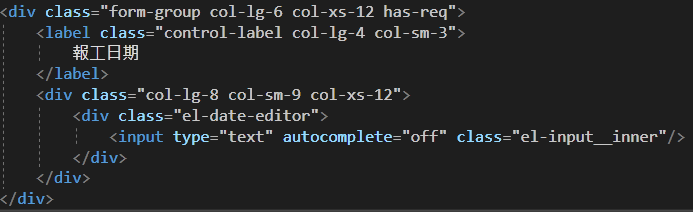 <div class="form-group col-lg-6 col-xs-12 has-req">
    <label class="control-label col-lg-4 col-sm-3">
        報工日期
    </label>
    <div class="col-lg-8 col-sm-9 col-xs-12">
        <div class="el-date-editor">
            <input type="text" autocomplete="off" class="el-input__inner"/>
        </div>
    </div>
</div>